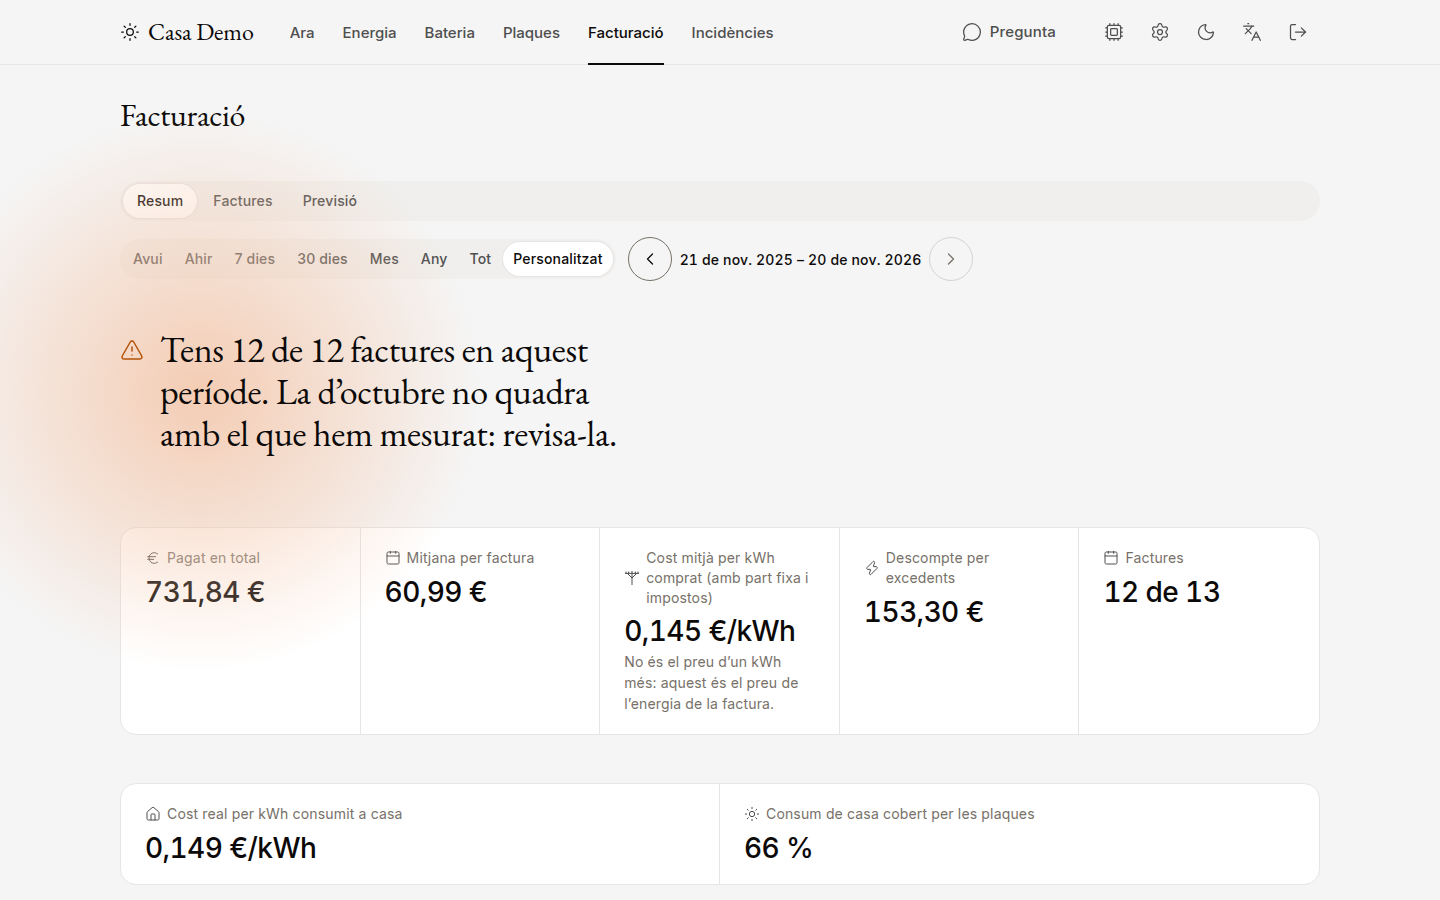 Casa Demo
Ara
Energia
Bateria
Plaques
Facturació
Incidències
Pregunta
Facturació
Resum
Factures
Previsió
Avui
Ahir
7 dies
30 dies
Mes
Any
Tot
Personalitzat
21 de nov. 2025 – 20 de nov. 2026
Tens 12 de 12 factures en aquest
període. La d’octubre no quadra
amb el que hem mesurat: revisa-la.
Pagat en total
731,84 €
Mitjana per factura
60,99 €
Cost mitjà per kWh
comprat (amb part fixa i
impostos)
0,145 €/kWh
No és el preu d’un kWh
més: aquest és el preu de
l’energia de la factura.
Descompte per
excedents
153,30 €
Factures
12 de 13
Cost real per kWh consumit a casa
0,149 €/kWh
Consum de casa cobert per les plaques
66 %